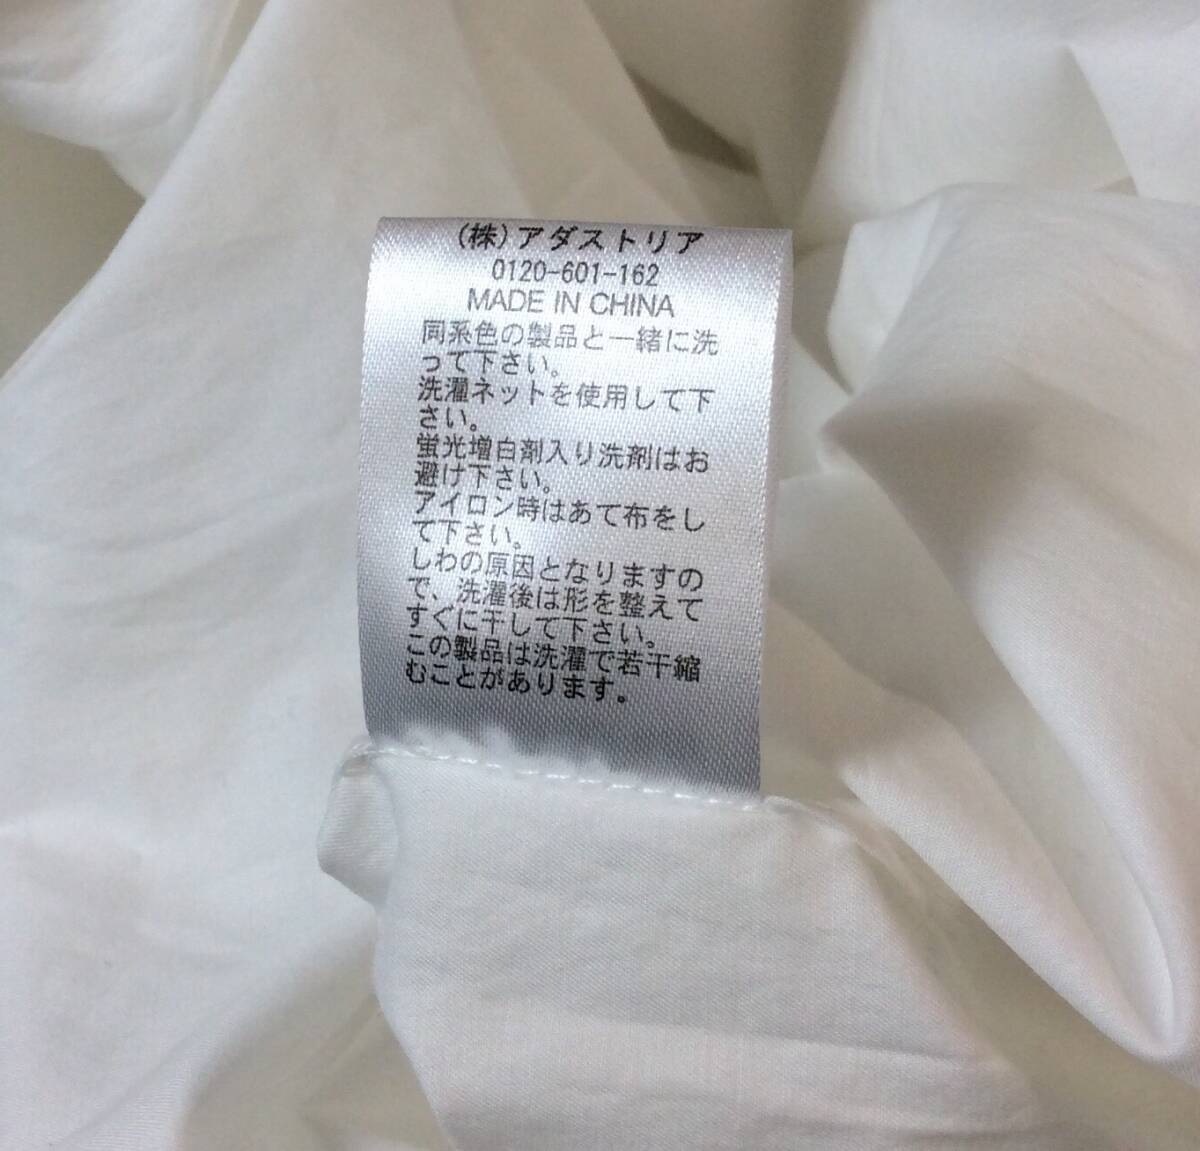 (株)アダストリア
0120-601-162
MADE IN CHINA
同系色の製品と一緒に洗
って下さい。
洗濯ネットを使用して下
さい。
蛍光増白剤入り洗剤はお
避け下さい。
アイロン時はあて布をし
て下さい。
しわの原因となりますの
で、洗濯後は形を整えて
すぐに干して下さい。
この製品は洗濯で若干縮
むことがあります。